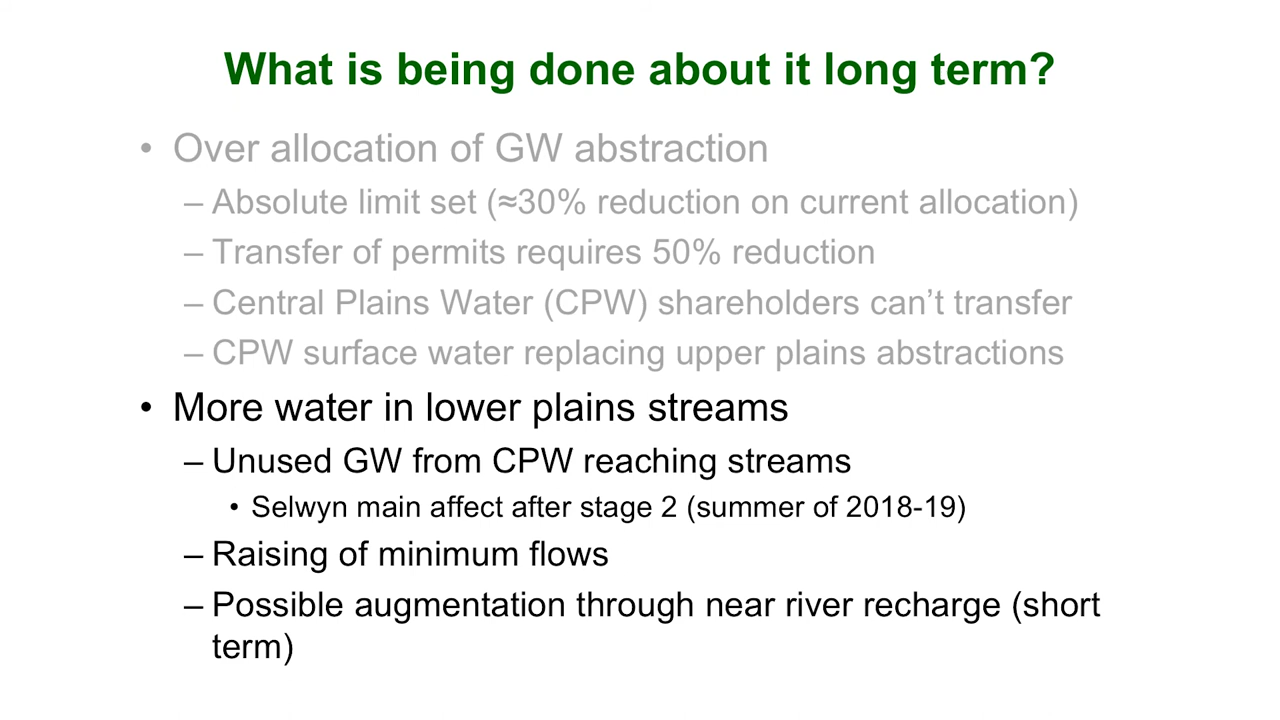 What is being done about it long term?
• Over allocation of GW abstraction
– Absolute limit set (≈30% reduction on current allocation)
– Transfer of permits requires 50% reduction
– Central Plains Water (CPW) shareholders can’t transfer
– CPW surface water replacing upper plains abstractions
• More water in lower plains streams
– Unused GW from CPW reaching streams
• Selwyn main affect after stage 2 (summer of 2018-19)
– Raising of minimum flows
– Possible augmentation through near river recharge (short
term)